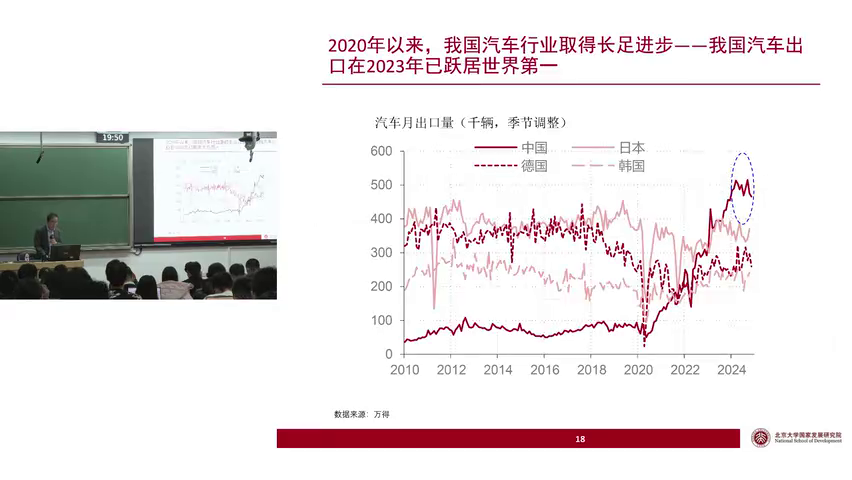 2020年以来，我国汽车行业取得长足进步——我国汽车出
口在2023年已跃居世界第一
19:50
汽车月出口量（千辆，季节调整）
中国
日本
德国
韩国
600
500
400
300
200
100
0
2010 2012 2014 2016 2018 2020 2022 2024
数据来源：万得
18
北京大学国家发展研究院
National School of Development